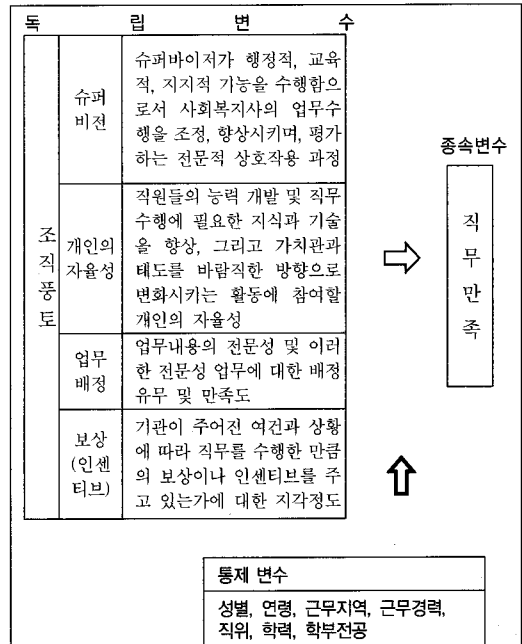 독 립 변 수
조직풍토
슈퍼
비전
슈퍼바이저가 행정적, 교육
적, 지지적 기능을 수행함으
로서 사회복지사의 업무수
행을 조정, 향상시키며, 평가
하는 전문적 상호작용 과정
개인의
자율성
직원들의 능력 개발 및 직무
수행에 필요한 지식과 기술
을 향상, 그리고 가치관과
태도를 바람직한 방향으로
변화시키는 활동에 참여할
개인의 자율성
업무
배정
업무내용의 전문성 및 이러
한 전문성 업무에 대한 배정
유무 및 만족도
보상
(인센
티브)
기관이 주어진 여건과 상황
에 따라 직무를 수행한 만큼
의 보상이나 인센티브를 주
고 있는가에 대한 지각정도
종속변수
직무만족
통제 변수
성별, 연령, 근무지역, 근무경력,
직위, 학력, 학부전공